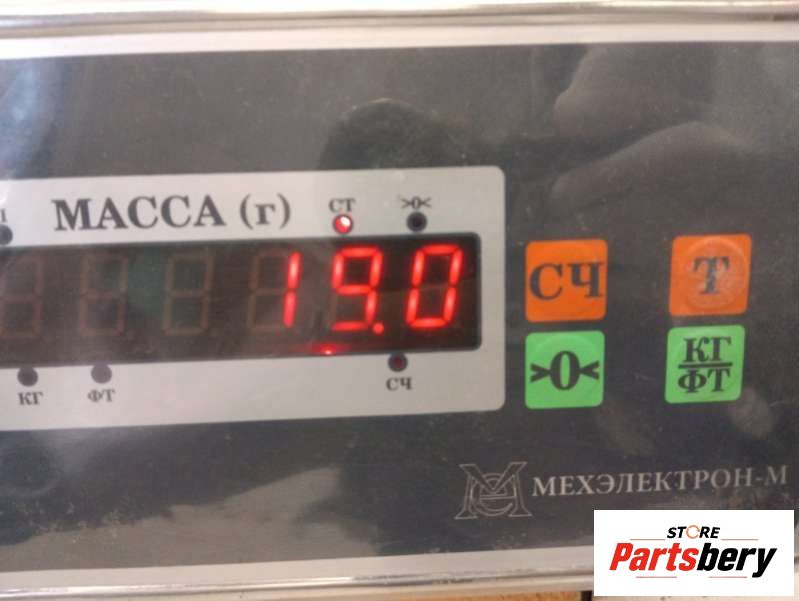 МАССА (г) СТ >0<
19.0
КГ ФТ СЧ
СЧ Т
>0< КГ
ФТ
МЕХЭЛЕКТРОН-М
STORE
Partsbery